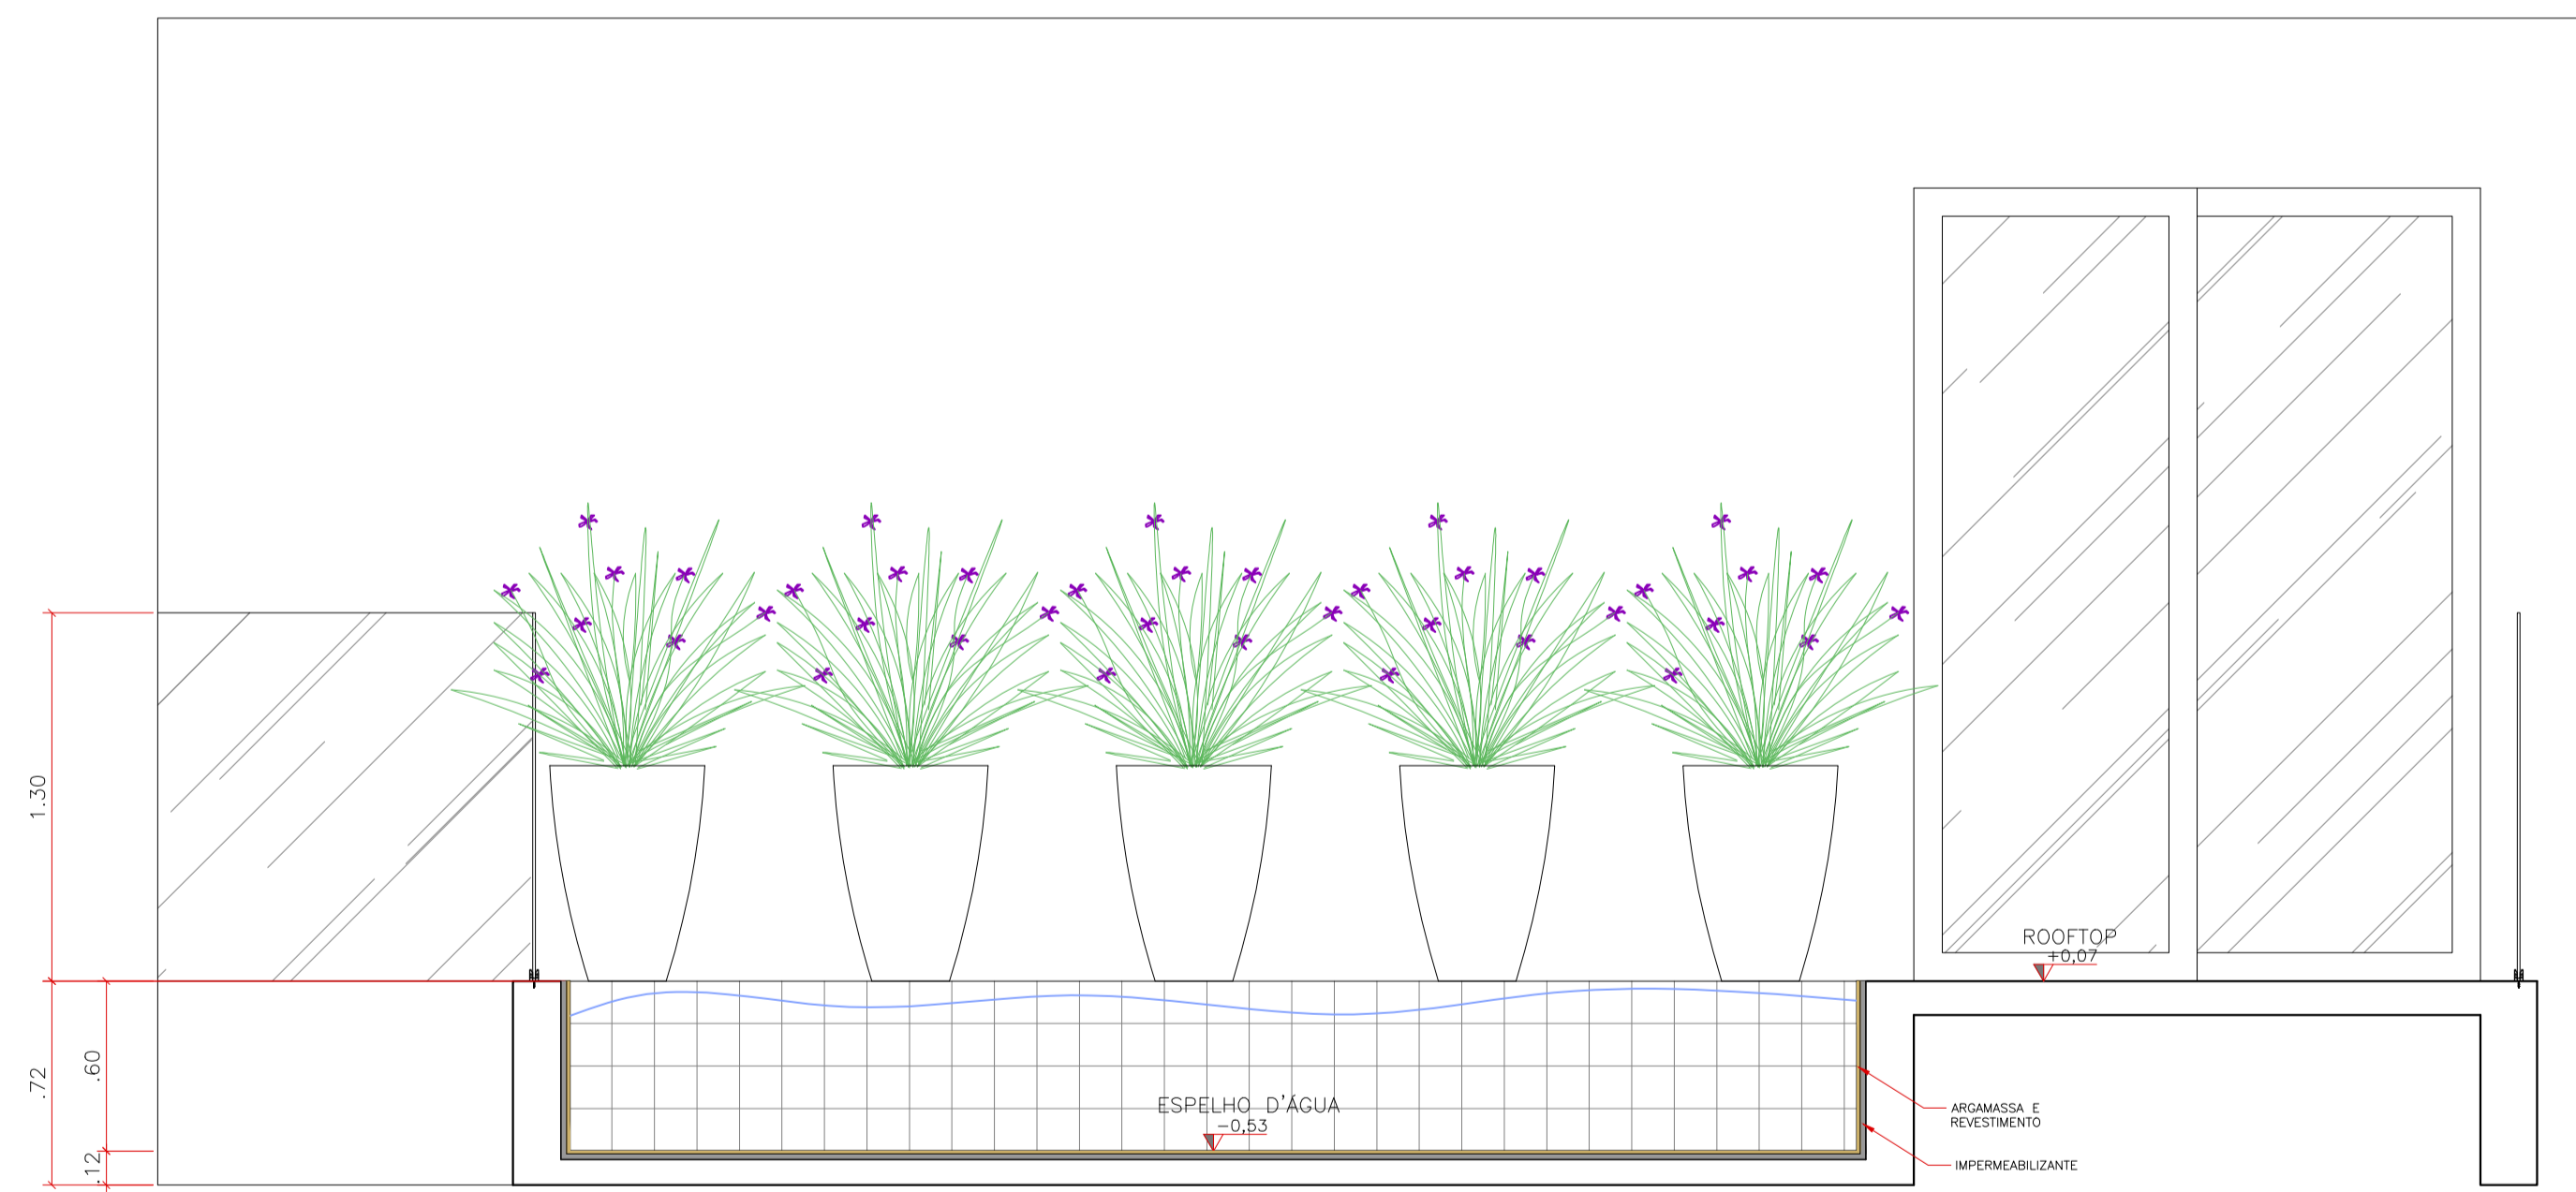 1.30
.72
.60
.12
ROOFTOP
+0,07
ESPELHO D'ÁGUA
-0,53
ARGAMASSA E
REVESTIMENTO
IMPERMEABILIZANTE